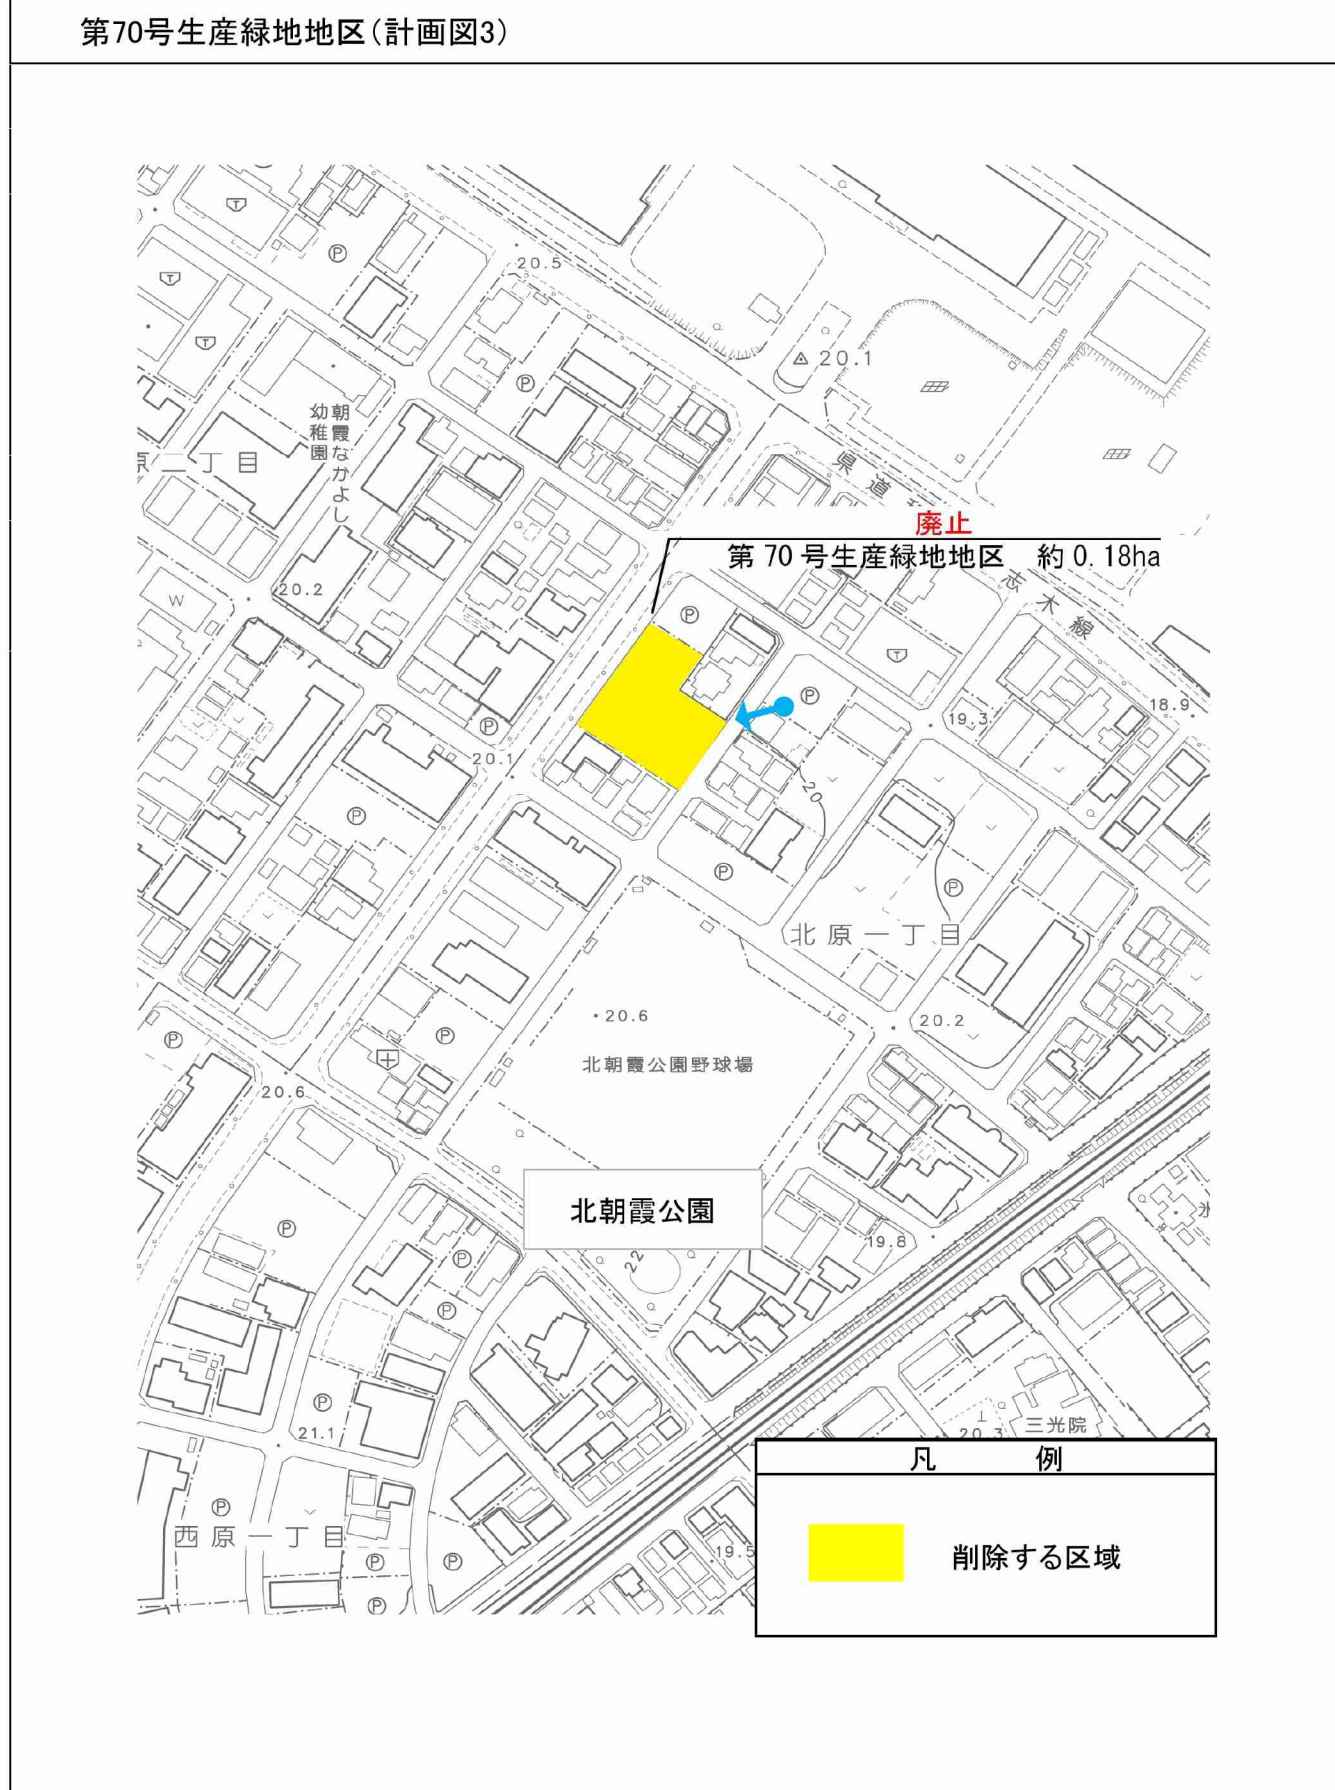 第70号生産緑地地区(計画図3)
20.5
20.1
朝霞なかよし
幼稚園
原二丁目
県道
廃止
第70号生産緑地地区 約0.18ha
志木線
20.2
W
18.9
19.3
20.1
20
北原一丁目
20.6
20.2
北朝霞公園野球場
20.6
北朝霞公園
19.8
22
21.1
20.3
三光院
凡 例
西原一丁目
19.5
削除する区域
P
T